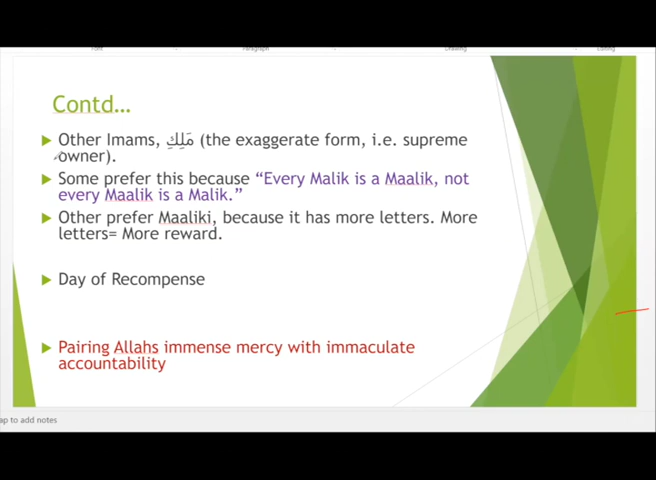 Font
Paragraph
Drawing
Editing
Contd…
Other Imams, مَلِكِ (the exaggerate form, i.e. supreme
owner).
Some prefer this because “Every Malik is a Maalik, not
every Maalik is a Malik.”
Other prefer Maaliki, because it has more letters. More
letters= More reward.
Day of Recompense
Pairing Allahs immense mercy with immaculate
accountability
ap to add notes